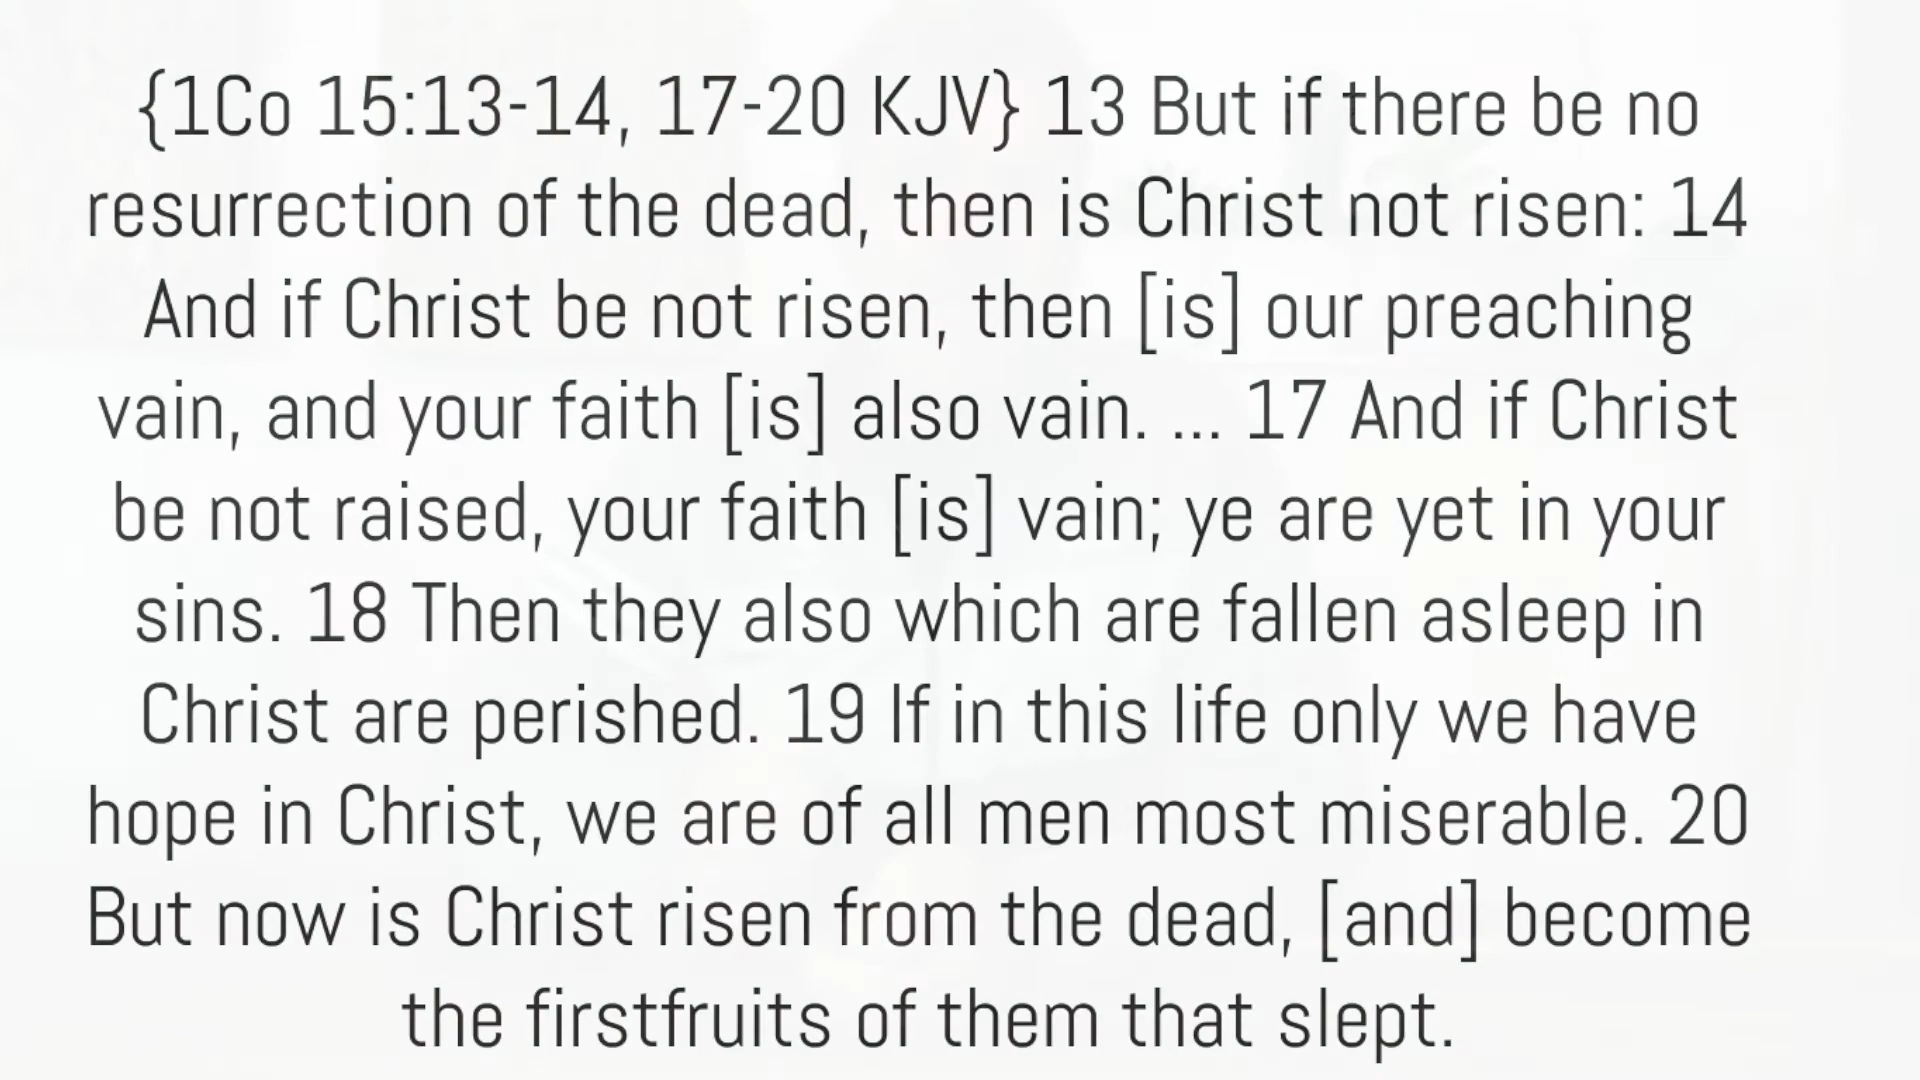 {1Co 15:13-14, 17-20 KJV} 13 But if there be no
resurrection of the dead, then is Christ not risen: 14
And if Christ be not risen, then [is] our preaching
vain, and your faith [is] also vain. ... 17 And if Christ
be not raised, your faith [is] vain; ye are yet in your
sins. 18 Then they also which are fallen asleep in
Christ are perished. 19 If in this life only we have
hope in Christ, we are of all men most miserable. 20
But now is Christ risen from the dead, [and] become
the firstfruits of them that slept.